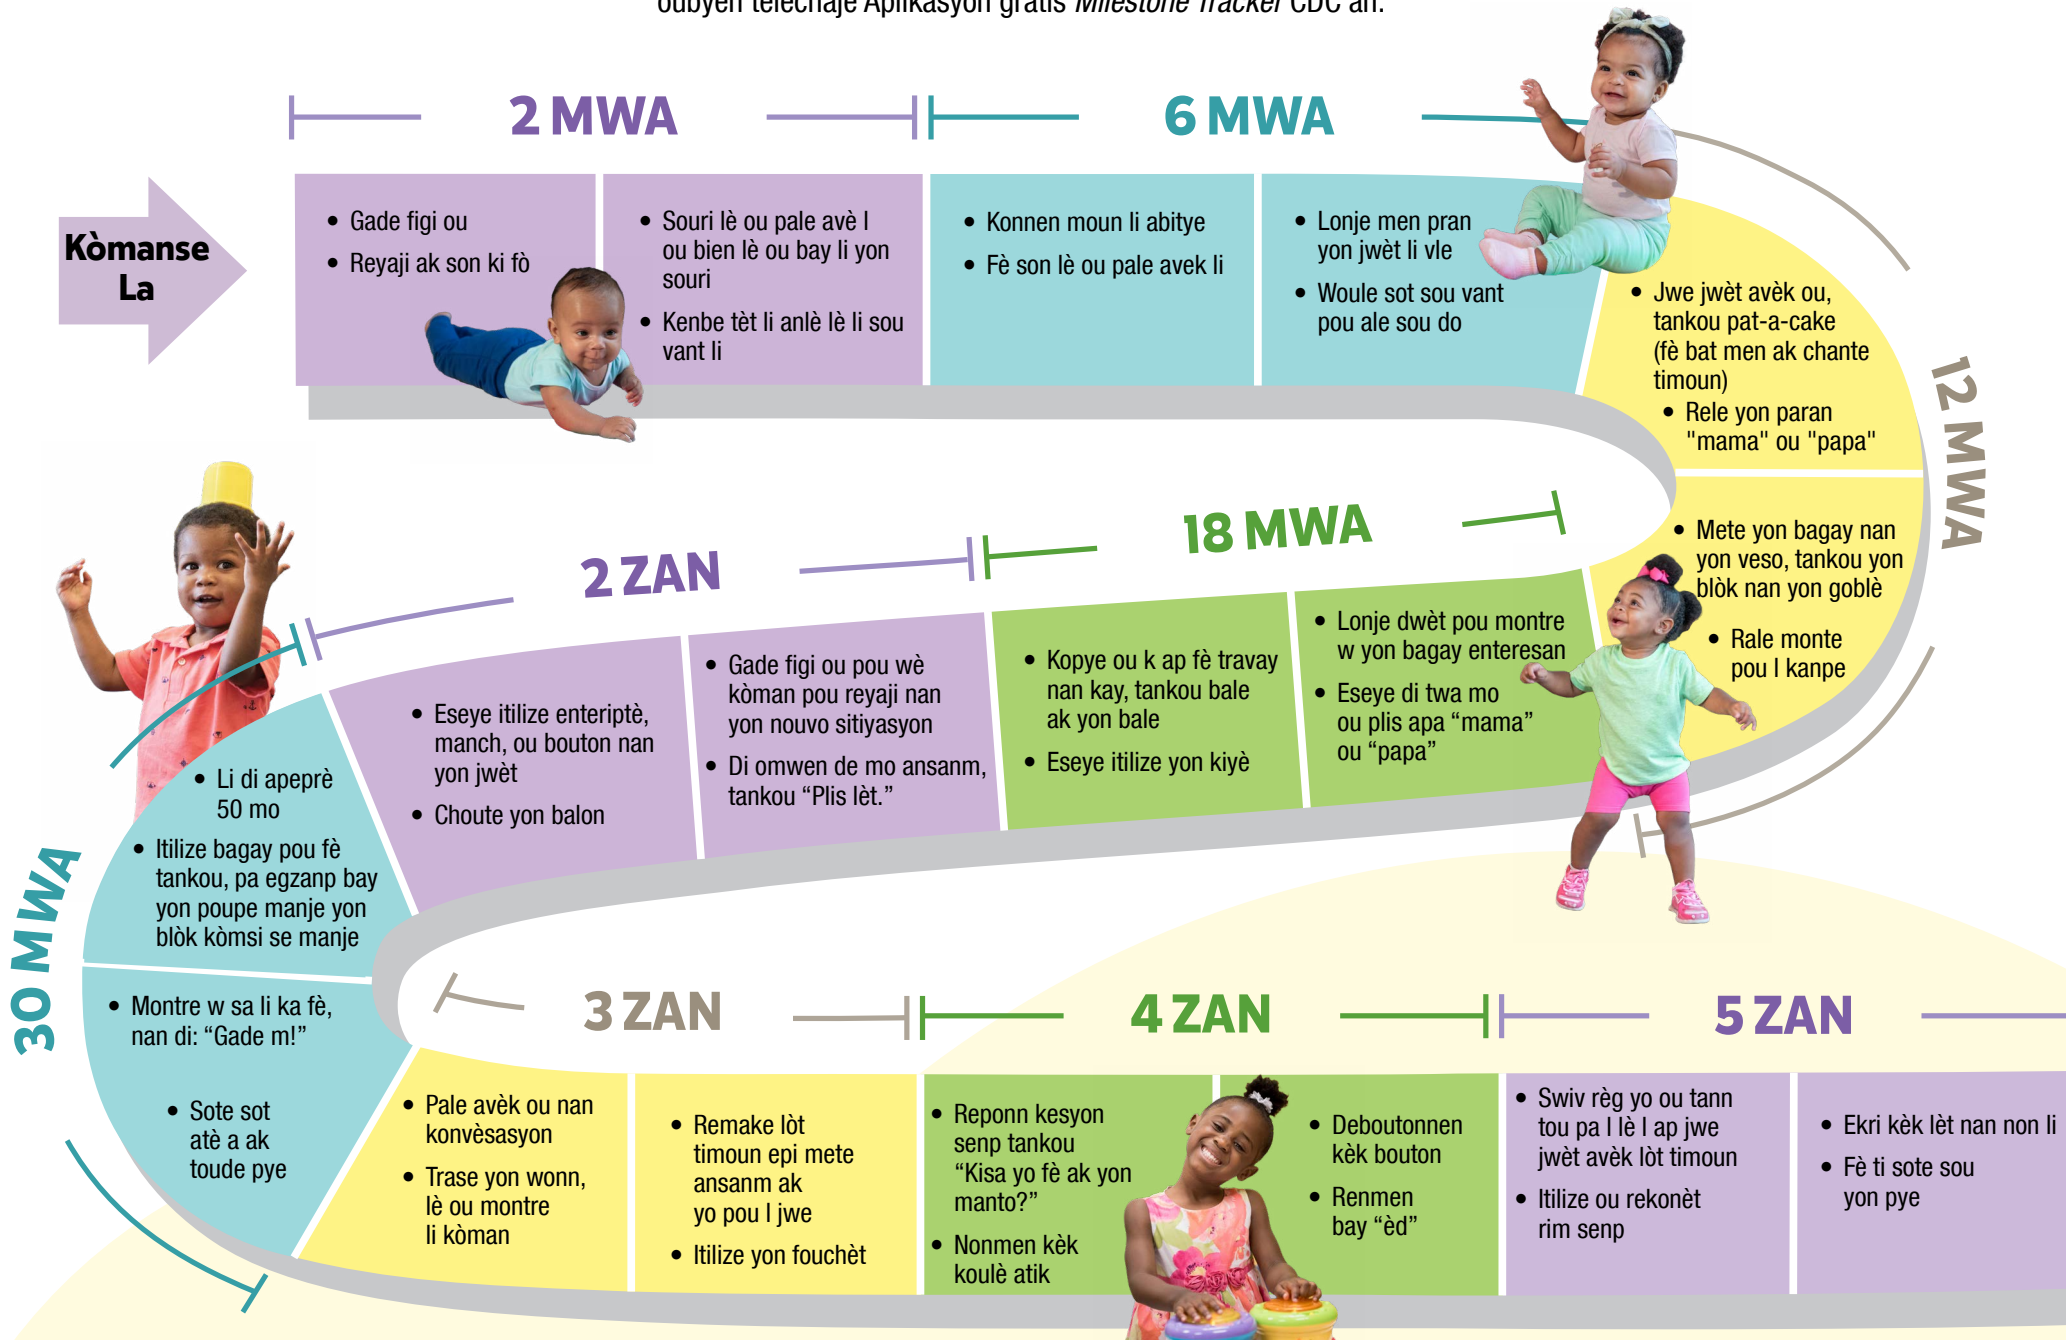 oubyen telechaje Aplikasyon gratis Milestone Tracker CDC an.
2 MWA
6 MWA
Kòmanse
La
• Gade figi ou
• Reyaji ak son ki fò
• Souri lè ou pale avè l
ou bien lè ou bay li yon
souri
• Kenbe tèt li anlè lè li sou
vant li
• Konnen moun li abitye
• Fè son lè ou pale avek li
• Lonje men pran
yon jwèt li vle
• Woule sot sou vant
pou ale sou do
12 MWA
• Jwe jwèt avèk ou,
tankou pat-a-cake
(fè bat men ak chante
timoun)
• Rele yon paran
"mama" ou "papa"
• Mete yon bagay nan
yon veso, tankou yon
blòk nan yon goblè
• Rale monte
pou l kanpe
18 MWA
• Lonje dwèt pou montre
w yon bagay enteresan
• Eseye di twa mo
ou plis apa “mama”
ou “papa”
• Kopye ou k ap fè travay
nan kay, tankou bale
ak yon bale
• Eseye itilize yon kiyè
2 ZAN
• Gade figi ou pou wè
kòman pou reyaji nan
yon nouvo sitiyasyon
• Di omwen de mo ansanm,
tankou “Plis lèt.”
• Eseye itilize enteriptè,
manch, ou bouton nan
yon jwèt
• Choute yon balon
30 MWA
• Li di apeprè
50 mo
• Itilize bagay pou fè
tankou, pa egzanp bay
yon poupe manje yon
blòk kòmsi se manje
• Montre w sa li ka fè,
nan di: “Gade m!”
• Sote sot
atè a ak
toude pye
3 ZAN
• Pale avèk ou nan
konvèsasyon
• Trase yon wonn,
lè ou montre
li kòman
• Remake lòt
timoun epi mete
ansanm ak
yo pou l jwe
• Itilize yon fouchèt
4 ZAN
• Reponn kesyon
senp tankou
“Kisa yo fè ak yon
manto?”
• Nonmen kèk
koulè atik
• Deboutonnen
kèk bouton
• Renmen
bay “èd”
5 ZAN
• Swiv règ yo ou tann
tou pa l lè l ap jwe
jwèt avèk lòt timoun
• Itilize ou rekonèt
rim senp
• Ekri kèk lèt nan non li
• Fè ti sote sou
yon pye